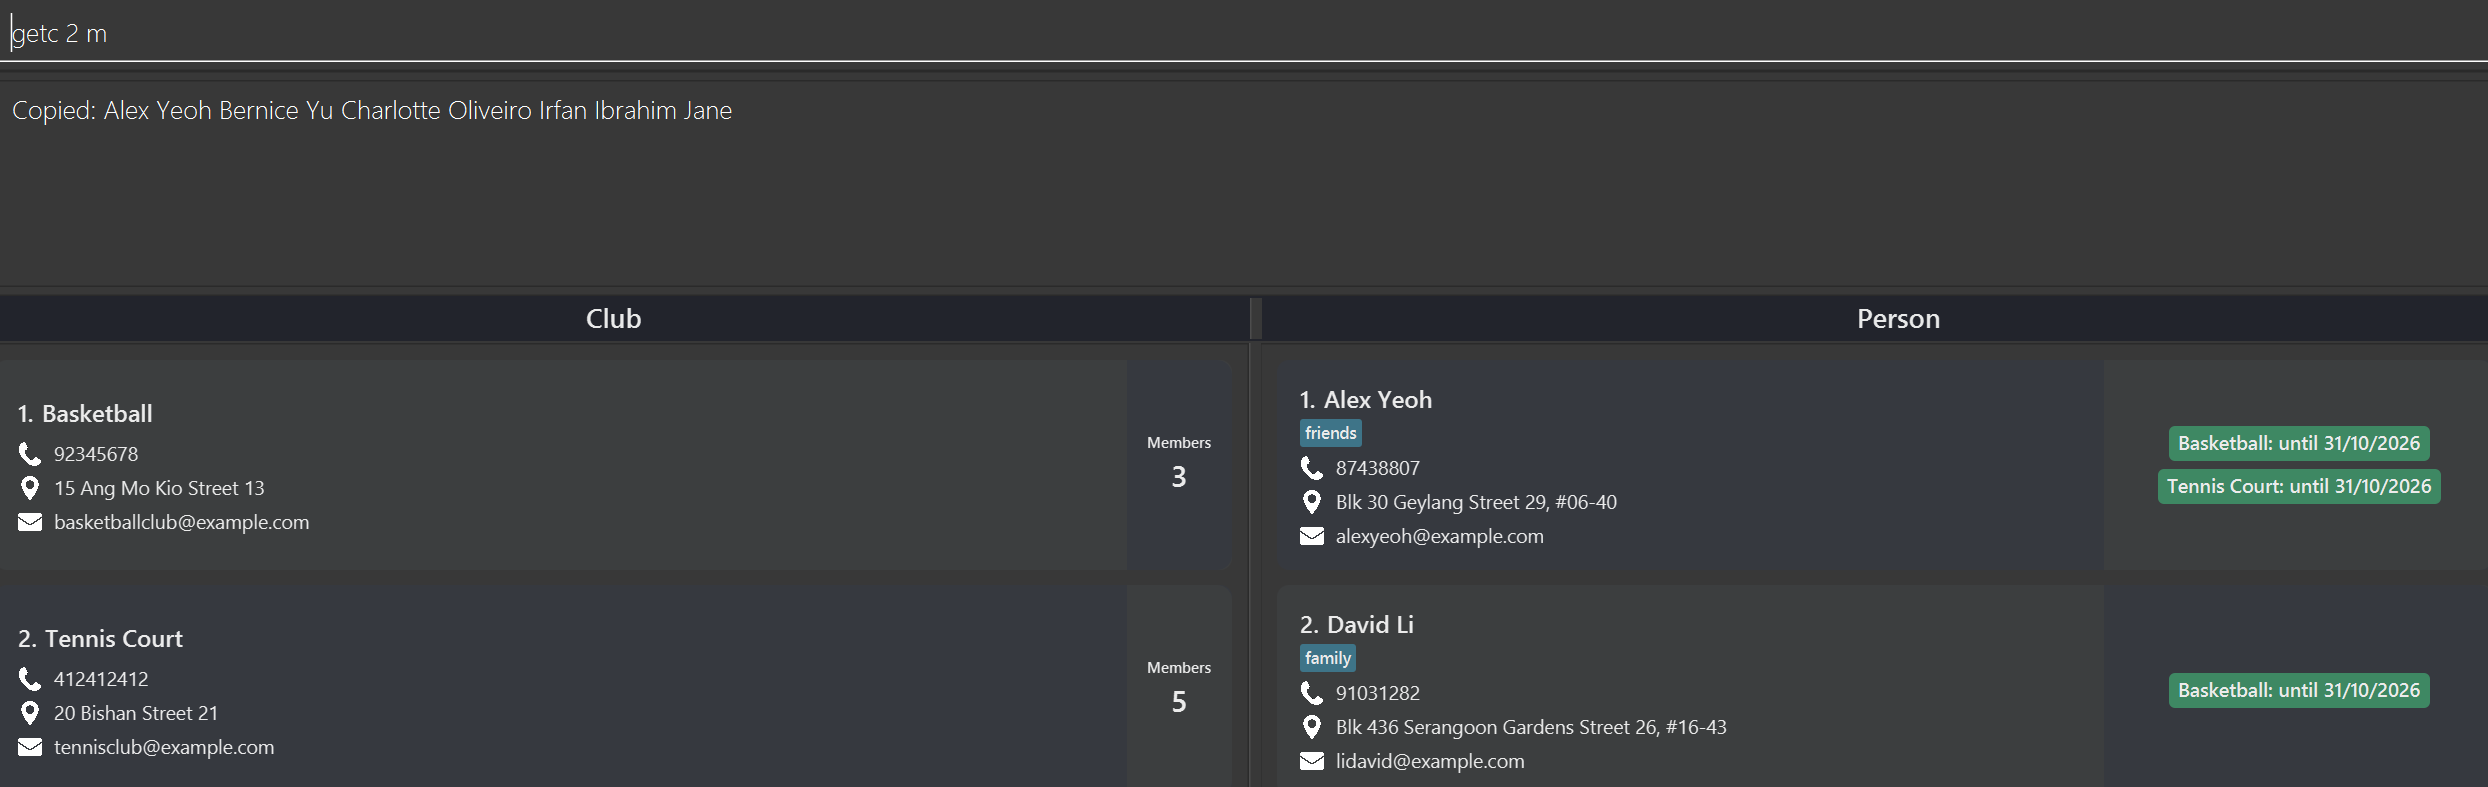 getc 2 m
Copied: Alex Yeoh Bernice Yu Charlotte Oliveiro Irfan Ibrahim Jane
Club
1. Basketball
92345678
15 Ang Mo Kio Street 13
basketballclub@example.com
Members
3
2. Tennis Court
412412412
20 Bishan Street 21
tennisclub@example.com
Members
5
Person
1. Alex Yeoh
friends
87438807
Blk 30 Geylang Street 29, #06-40
alexyeoh@example.com
Basketball: until 31/10/2026
Tennis Court: until 31/10/2026
2. David Li
family
91031282
Blk 436 Serangoon Gardens Street 26, #16-43
lidavid@example.com
Basketball: until 31/10/2026